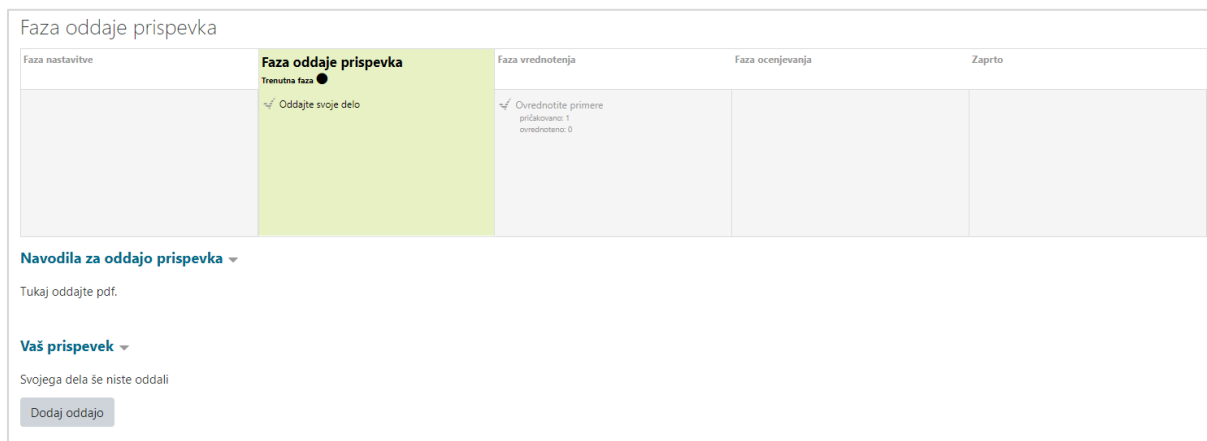 Faza oddaje prispevka
Faza nastavitve
Faza oddaje prispevka
Trenutna faza
Oddajte svoje delo
Faza vrednotenja
Ovrednotite primere
pričakovano: 1
ovrednoteno: 0
Faza ocenjevanja
Zaprto
Navodila za oddajo prispevka
Tukaj oddajte pdf.
Vaš prispevek
Svojega dela še niste oddali
Dodaj oddajo